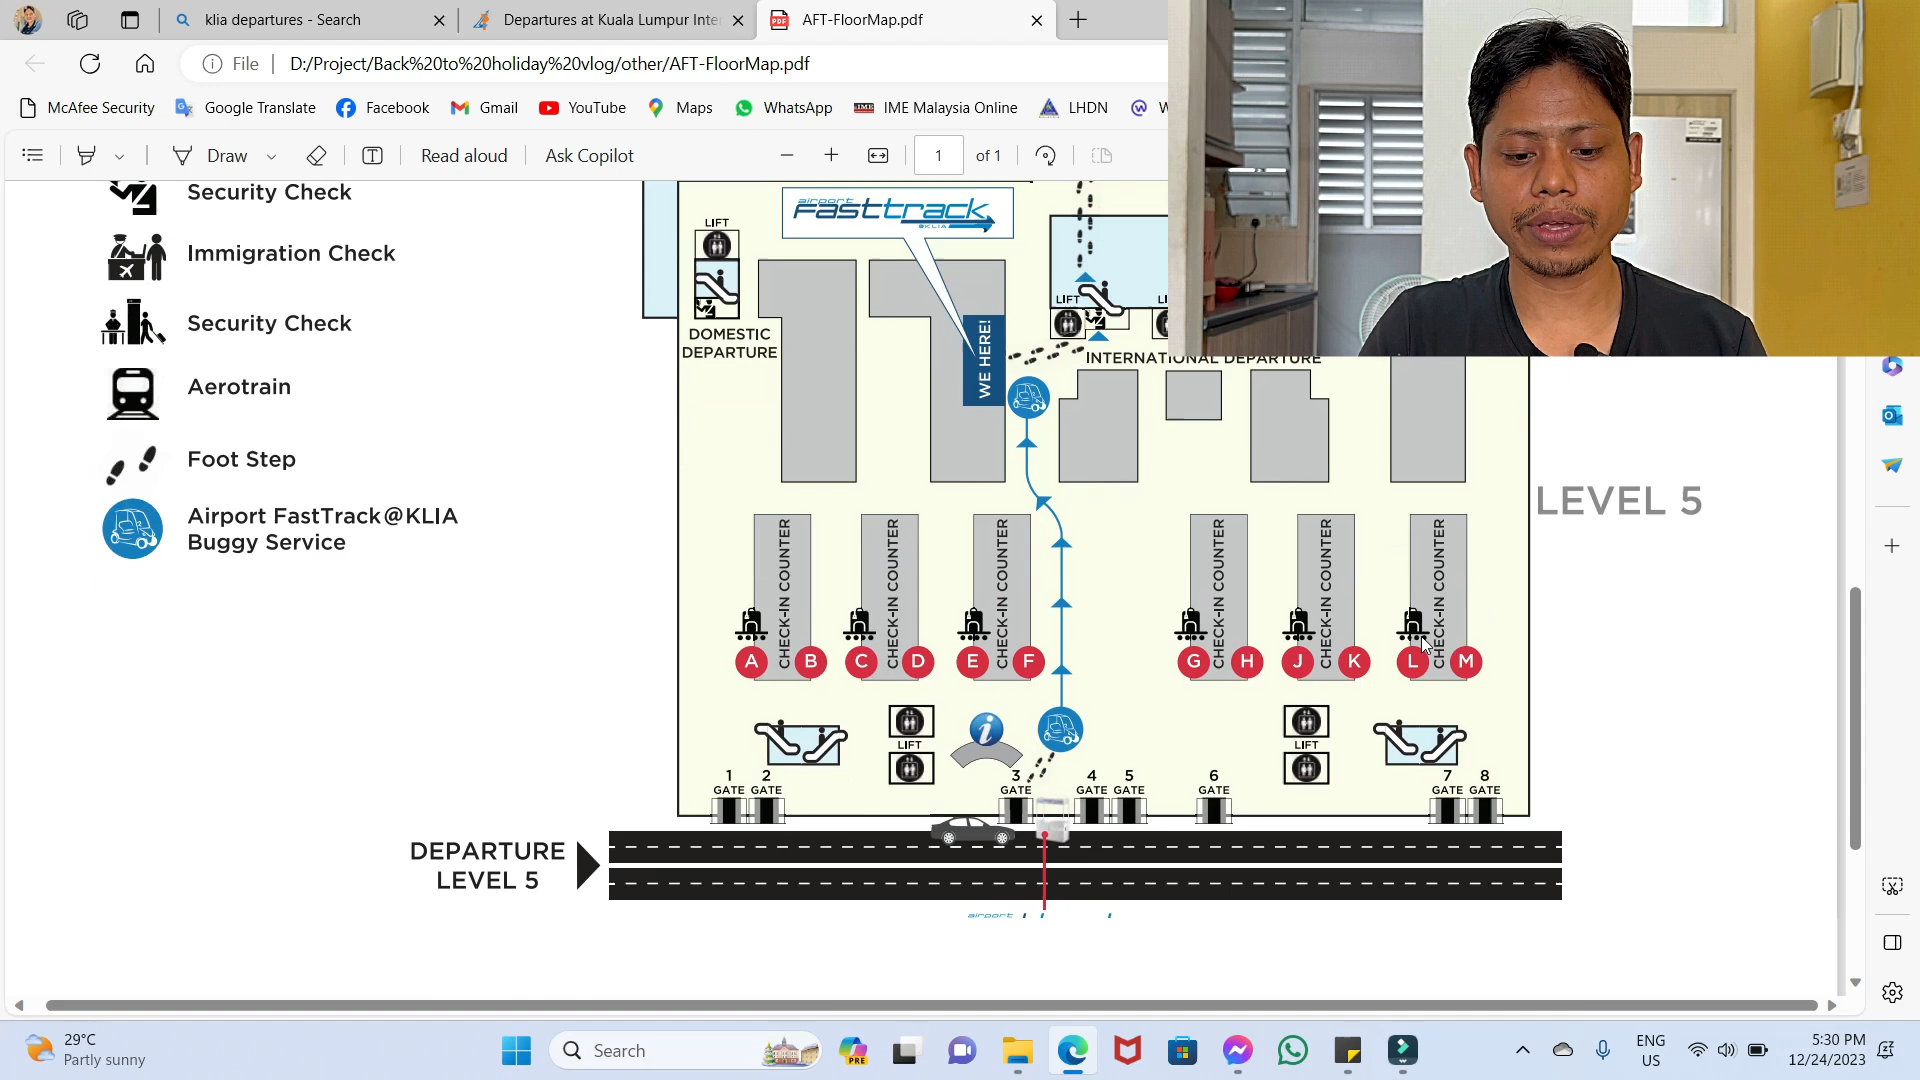 klia departures - Search
Departures at Kuala Lumpur Inte
AFT-FloorMap.pdf
File
D:/Project/Back%20to%20holiday%20vlog/other/AFT-FloorMap.pdf
McAfee Security
Google Translate
Facebook
Gmail
YouTube
Maps
WhatsApp
IME Malaysia Online
LHDN
W
Draw
Read aloud
Ask Copilot
1
of 1
Security Check
Immigration Check
Security Check
Aerotrain
Foot Step
Airport FastTrack@KLIA
Buggy Service
airport
Fasttrack
@KLIA
LIFT
DOMESTIC
DEPARTURE
WE HERE!
LIFT
LI
INTERNATIONAL DEPARTURE
LEVEL 5
CHECK-IN COUNTER
CHECK-IN COUNTER
CHECK-IN COUNTER
CHECK-IN COUNTER
CHECK-IN COUNTER
CHECK-IN COUNTER
A B C D E F G H J K L M
LIFT
i
LIFT
1 2 3 4 5 6 7 8
GATE GATE GATE GATE GATE GATE GATE GATE
DEPARTURE
LEVEL 5
airport
29°C
Partly sunny
Search
PRE
ENG
US
5:30 PM
12/24/2023